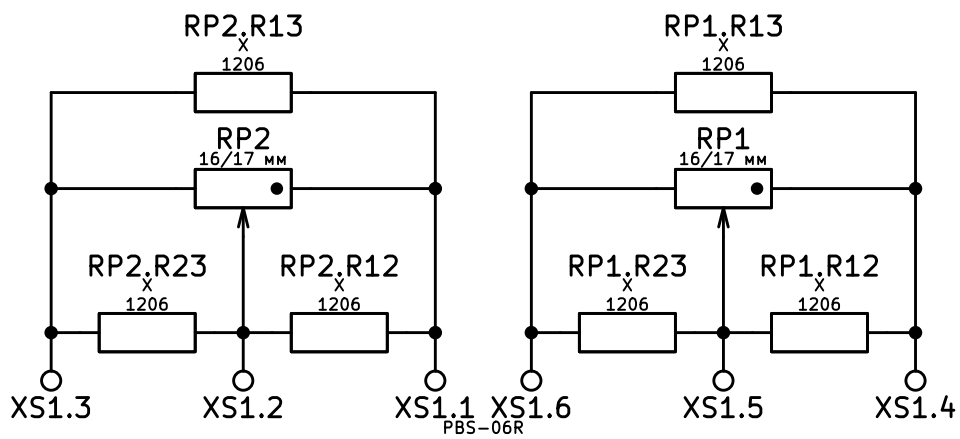 RP2.R13
X
1206
RP1.R13
X
1206
RP2
16/17 мм
RP1
16/17 мм
RP2.R23
X
1206
RP2.R12
X
1206
RP1.R23
X
1206
RP1.R12
X
1206
XS1.3
XS1.2
XS1.1
XS1.6
XS1.5
XS1.4
PBS-06R